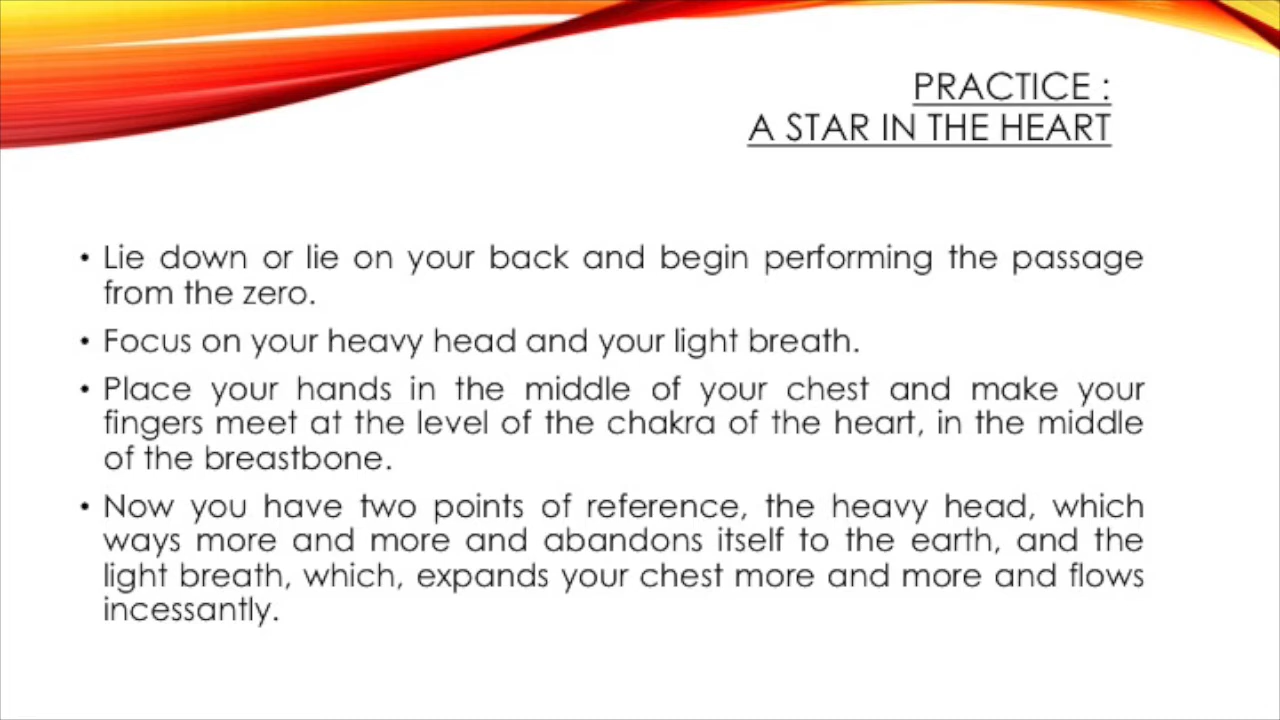 PRACTICE :
A STAR IN THE HEART
• Lie down or lie on your back and begin performing the passage
from the zero.
• Focus on your heavy head and your light breath.
• Place your hands in the middle of your chest and make your
fingers meet at the level of the chakra of the heart, in the middle
of the breastbone.
• Now you have two points of reference, the heavy head, which
ways more and more and abandons itself to the earth, and the
light breath, which, expands your chest more and more and flows
incessantly.